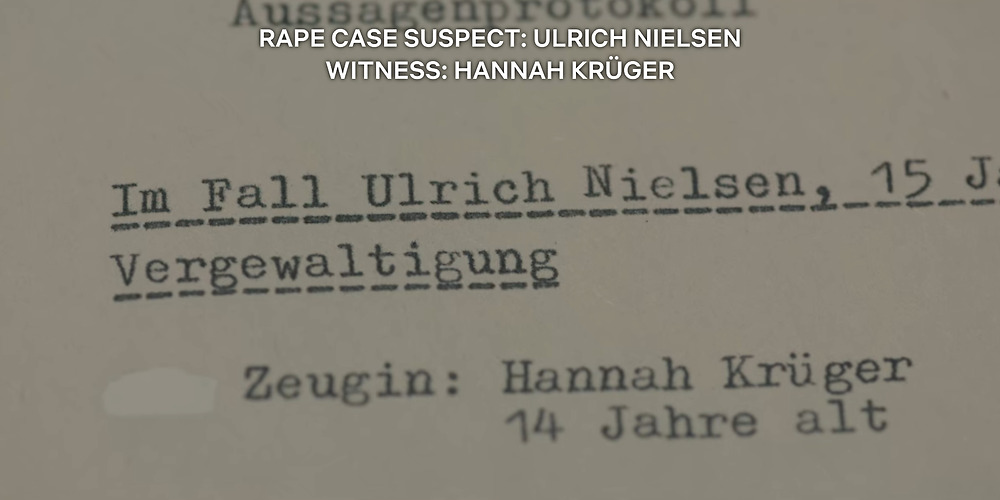 Aussagenprotokoll
RAPE CASE SUSPECT: ULRICH NIELSEN
WITNESS: HANNAH KRÜGER
Im Fall Ulrich Nielsen, 15
Vergewaltigung
Zeugin: Hannah Krüger
14 Jahre alt